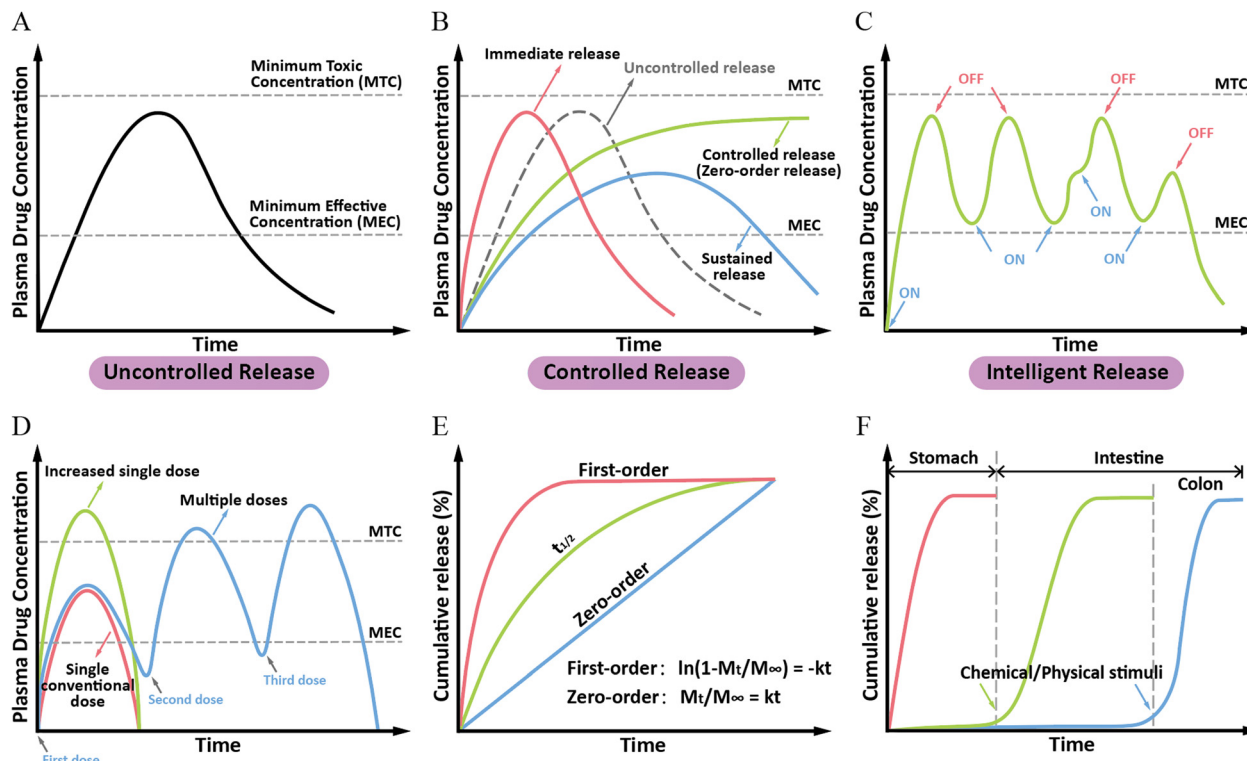 A
Minimum Toxic
Concentration (MTC)
Minimum Effective
Concentration (MEC)
Plasma Drug Concentration
Time
Uncontrolled Release
B
Immediate release
Uncontrolled release
MTC
Controlled release
(Zero-order release)
MEC
Sustained
release
Plasma Drug Concentration
Time
Controlled Release
C
OFF
OFF
MTC
OFF
ON
MEC
ON
ON
ON
Plasma Drug Concentration
Time
Intelligent Release
D
Increased single dose
Multiple doses
MTC
MEC
Single
conventional
dose
Second dose
Third dose
First dose
Plasma Drug Concentration
Time
E
First-order
t1/2
Zero-order
First-order: ln(1-Mt/M∞) = -kt
Zero-order: Mt/M∞ = kt
Cumulative release (%)
Time
F
Stomach
Intestine
Colon
Chemical/Physical stimuli
Cumulative release (%)
Time